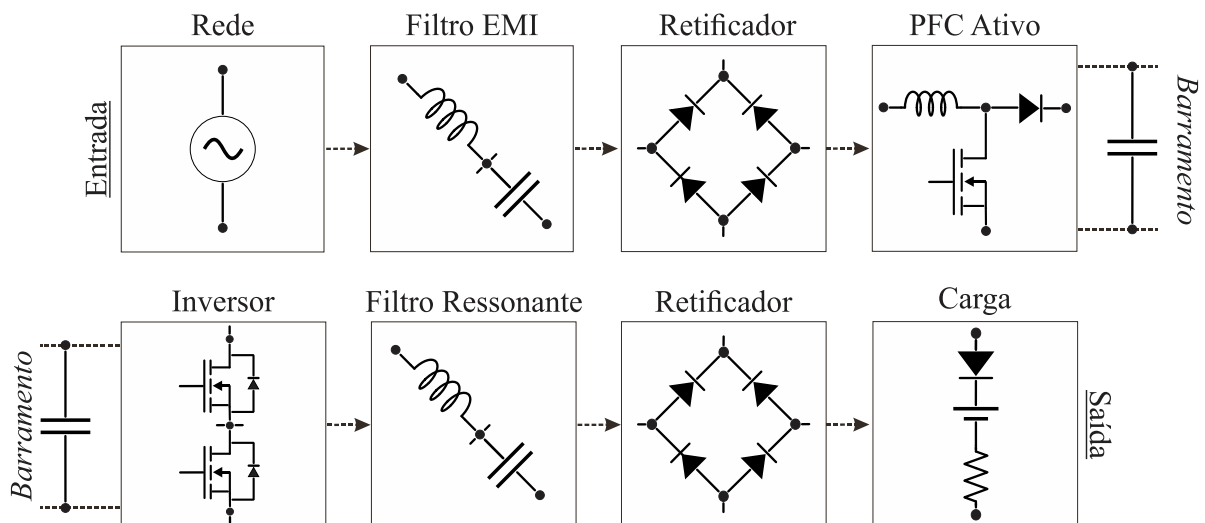 Rede
Filtro EMI
Retificador
PFC Ativo
Entrada
Barramento
Inversor
Filtro Ressonante
Retificador
Carga
Barramento
Saída